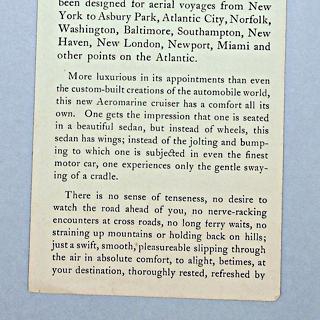 been designed for aerial voyages from New
York to Asbury Park, Atlantic City, Norfolk,
Washington, Baltimore, Southampton, New
Haven, New London, Newport, Miami and
other points on the Atlantic.
More luxurious in its appointments than even
the custom-built creations of the automobile world,
this new Aeromarine cruiser has a comfort all its
own. One gets the impression that one is seated
in a beautiful sedan, but instead of wheels, this
sedan has wings; instead of the jolting and bump-
ing to which one is subjected in even the finest
motor car, one experiences only the gentle sway-
ing of a cradle.
There is no sense of tenseness, no desire to
watch the road ahead of you, no nerve-racking
encounters at cross roads, no long ferry waits, no
straining up mountains or holding back on hills;
just a swift, smooth, pleasureable slipping through
the air in absolute comfort, to alight, betimes, at
your destination, thoroughly rested, refreshed by